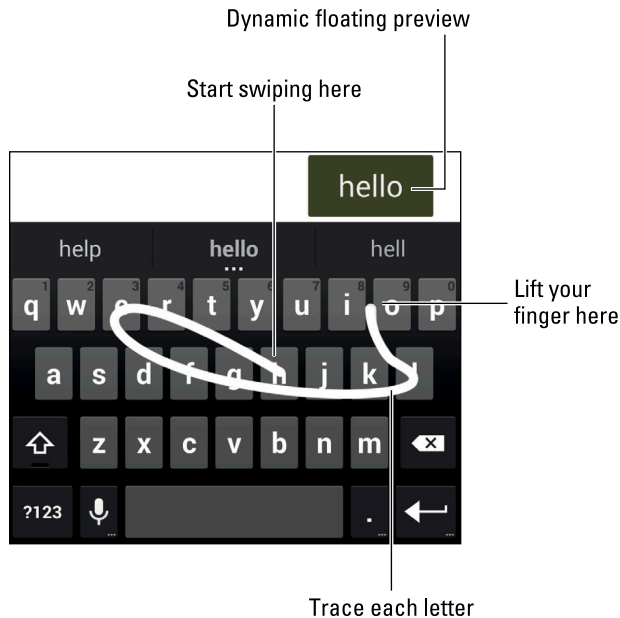 Dynamic floating preview
Start swiping here
hello
help hello hell
1 2 3 4 5 6 7 8 9 0
q w e r t y u i o p
Lift your
finger here
a s d f g h j k l
z x c v b n m
?123 .
Trace each letter